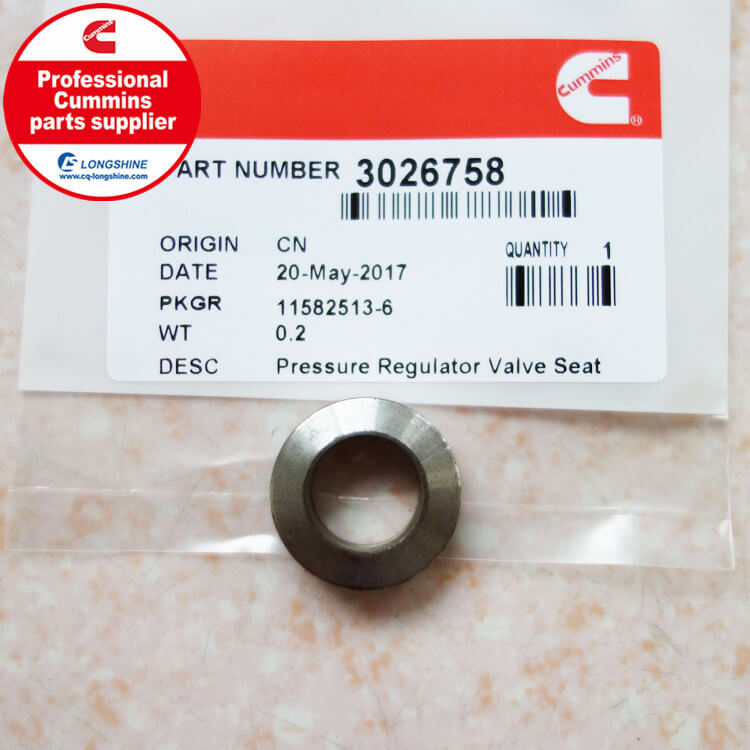 Cummins
Professional
Cummins
parts supplier
LONGSHINE
www.cq-longshine.com
Cummins
®
PART NUMBER 3026758
ORIGIN CN
QUANTITY 1
DATE 20-May-2017
PKGR 11582513-6
WT 0.2
DESC Pressure Regulator Valve Seat